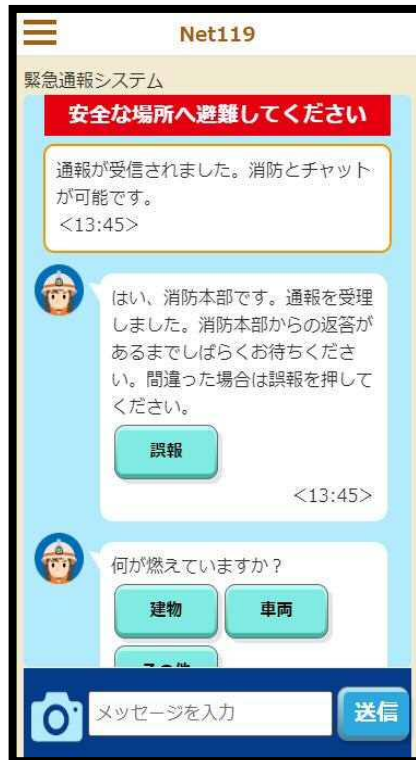 Net119
緊急通報システム
安全な場所へ避難してください
通報が受信されました。消防とチャット
が可能です。
<13:45>
はい、消防本部です。通報を受理
しました。消防本部からの返答が
あるまでしばらくお待ちくださ
い。間違った場合は誤報を押して
ください。
誤報
<13:45>
何が燃えていますか？
建物 車両
その他
メッセージを入力 送信